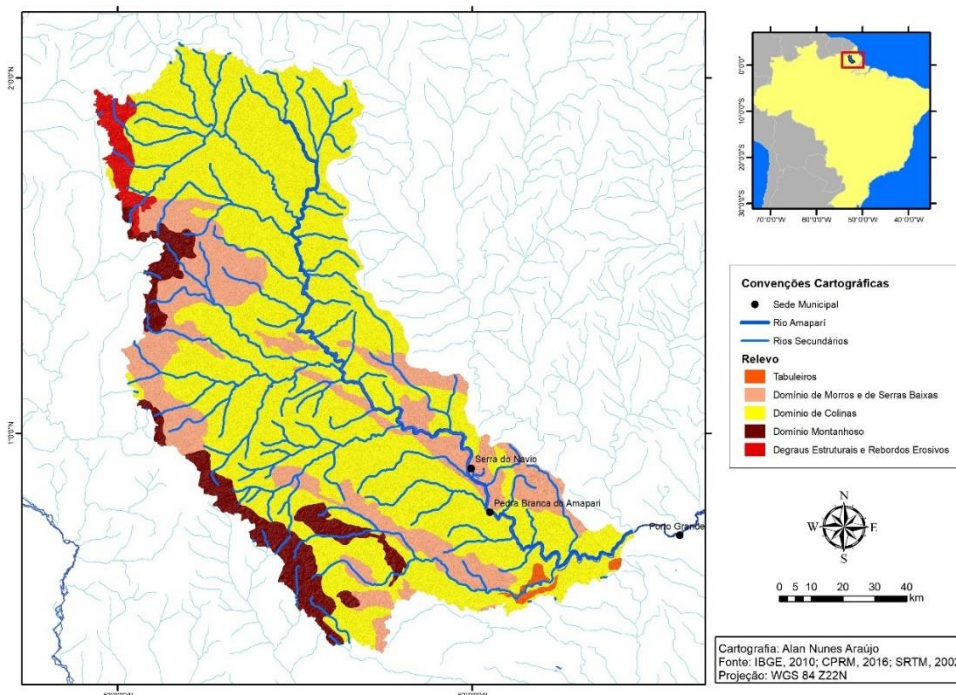 2°0'0"N
1°0'0"N
Serra do Navio
Pedra Branca do Amaparí
Porto Grande
0°0'0"
10°0'0"S
20°0'0"S
30°0'0"S
70°0'0"W
60°0'0"W
50°0'0"W
40°0'0"W
Convenções Cartográficas
Sede Municipal
Rio Amaparí
Rios Secundários
Relevo
Tabuleiros
Domínio de Morros e de Serras Baixas
Domínio de Colinas
Domínio Montanhoso
Degraus Estruturais e Rebordos Erosivos
N
W E
S
0 5 10 20 30 40
km
Cartografia: Alan Nunes Araújo
Fonte: IBGE, 2010; CPRM, 2016; SRTM, 2002
Projeção: WGS 84 Z22N